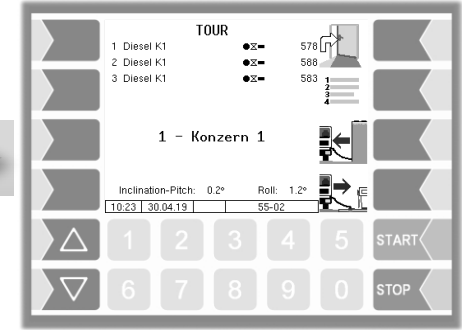 TOUR
1 Diesel K1 578
2 Diesel K1 588
3 Diesel K1 583
1
2
3
4
1 - Konzern 1
Inclination-Pitch: 0.2° Roll: 1.2°
10:23 30.04.19 55-02
1 2 3 4 5 START
6 7 8 9 0 STOP